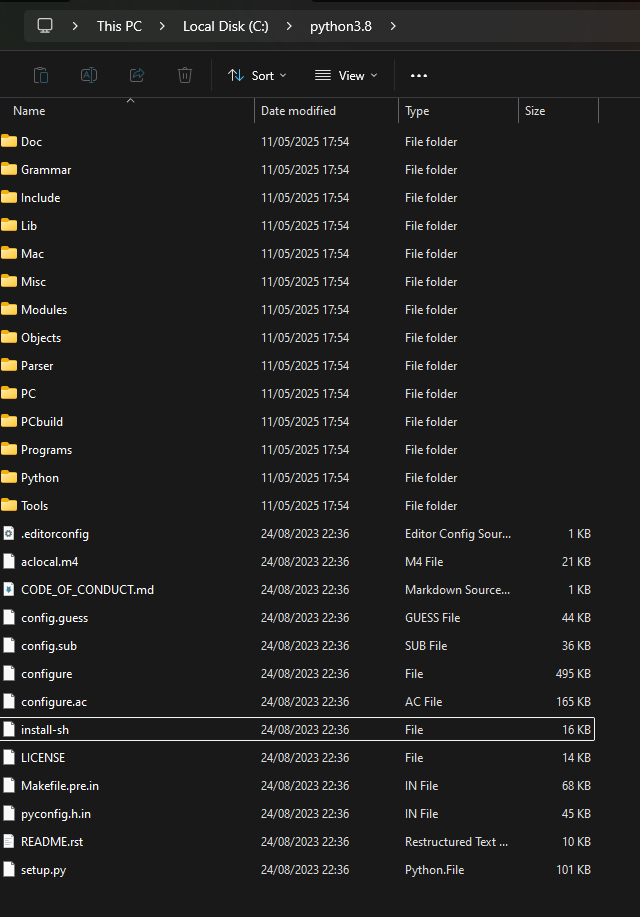 This PC > Local Disk (C:) > python3.8 >
Sort View
Name Date modified Type Size
Doc 11/05/2025 17:54 File folder
Grammar 11/05/2025 17:54 File folder
Include 11/05/2025 17:54 File folder
Lib 11/05/2025 17:54 File folder
Mac 11/05/2025 17:54 File folder
Misc 11/05/2025 17:54 File folder
Modules 11/05/2025 17:54 File folder
Objects 11/05/2025 17:54 File folder
Parser 11/05/2025 17:54 File folder
PC 11/05/2025 17:54 File folder
PCbuild 11/05/2025 17:54 File folder
Programs 11/05/2025 17:54 File folder
Python 11/05/2025 17:54 File folder
Tools 11/05/2025 17:54 File folder
.editorconfig 24/08/2023 22:36 Editor Config Sour... 1 KB
aclocal.m4 24/08/2023 22:36 M4 File 21 KB
CODE_OF_CONDUCT.md 24/08/2023 22:36 Markdown Source... 1 KB
config.guess 24/08/2023 22:36 GUESS File 44 KB
config.sub 24/08/2023 22:36 SUB File 36 KB
configure 24/08/2023 22:36 File 495 KB
configure.ac 24/08/2023 22:36 AC File 165 KB
install-sh 24/08/2023 22:36 File 16 KB
LICENSE 24/08/2023 22:36 File 14 KB
Makefile.pre.in 24/08/2023 22:36 IN File 68 KB
pyconfig.h.in 24/08/2023 22:36 IN File 45 KB
README.rst 24/08/2023 22:36 Restructured Text ... 10 KB
setup.py 24/08/2023 22:36 Python.File 101 KB